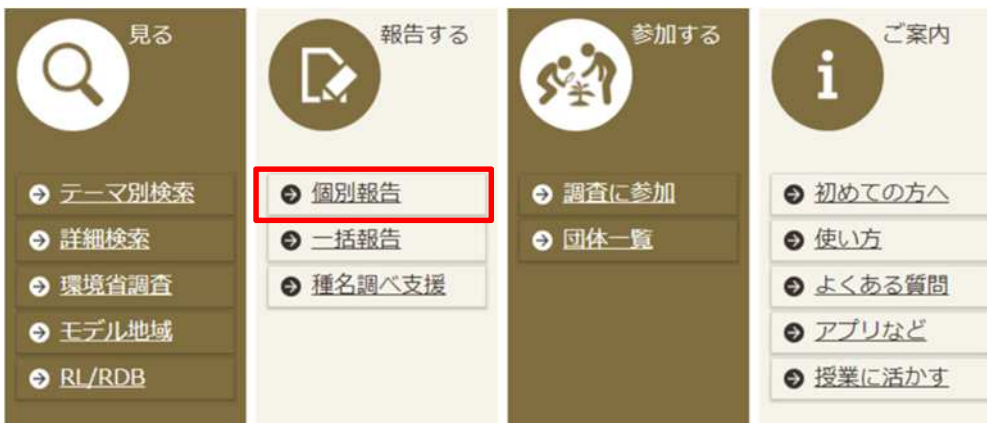 見る
テーマ別検索
詳細検索
環境省調査
モデル地域
RL/RDB
報告する
個別報告
一括報告
種名調べ支援
参加する
調査に参加
団体一覧
ご案内
i
初めての方へ
使い方
よくある質問
アプリなど
授業に活かす